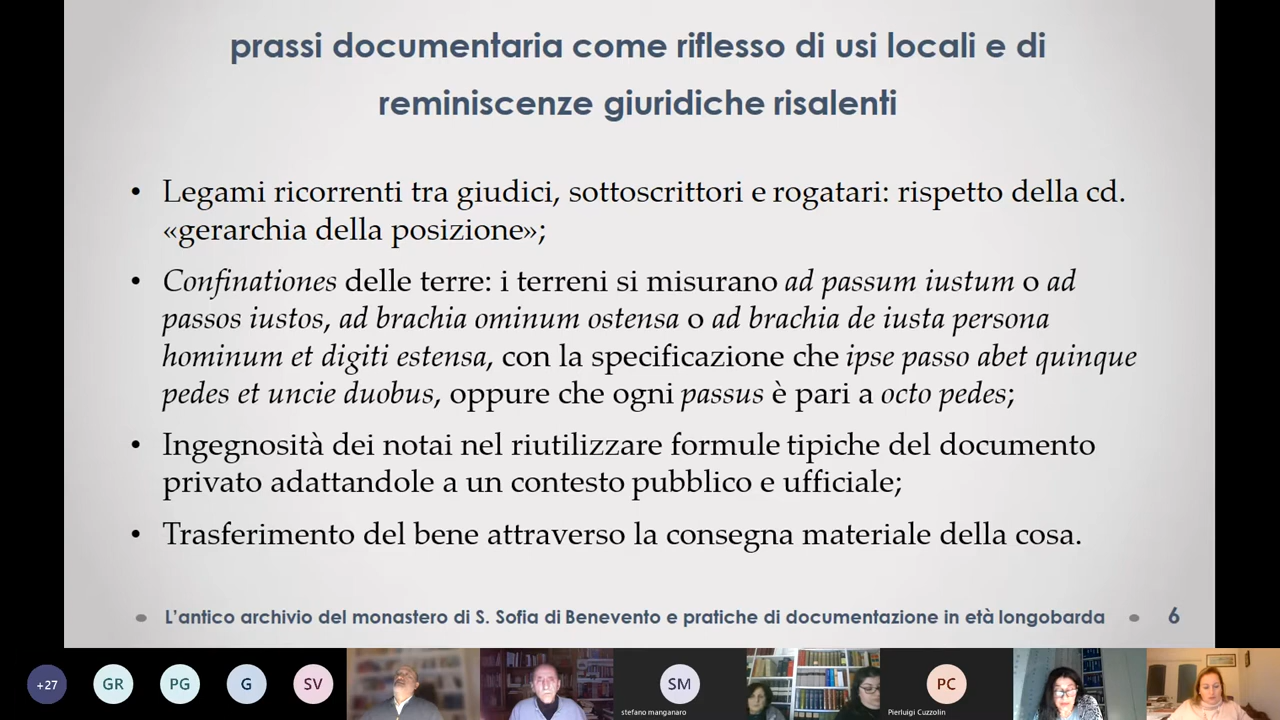 prassi documentaria come riflesso di usi locali e di
reminiscenze giuridiche risalenti
• Legami ricorrenti tra giudici, sottoscrittori e rogatari: rispetto della cd.
«gerarchia della posizione»;
• Confinationes delle terre: i terreni si misurano ad passum iustum o ad
passos iustos, ad brachia ominum ostensa o ad brachia de iusta persona
hominum et digiti estensa, con la specificazione che ipse passo abet quinque
pedes et uncie duobus, oppure che ogni passus è pari a octo pedes;
• Ingegnosità dei notai nel riutilizzare formule tipiche del documento
privato adattandole a un contesto pubblico e ufficiale;
• Trasferimento del bene attraverso la consegna materiale della cosa.
L'antico archivio del monastero di S. Sofia di Benevento e pratiche di documentazione in età longobarda 6
+27 GR PG G SV SM PC
stefano manganaro Pierluigi Cuzzolin